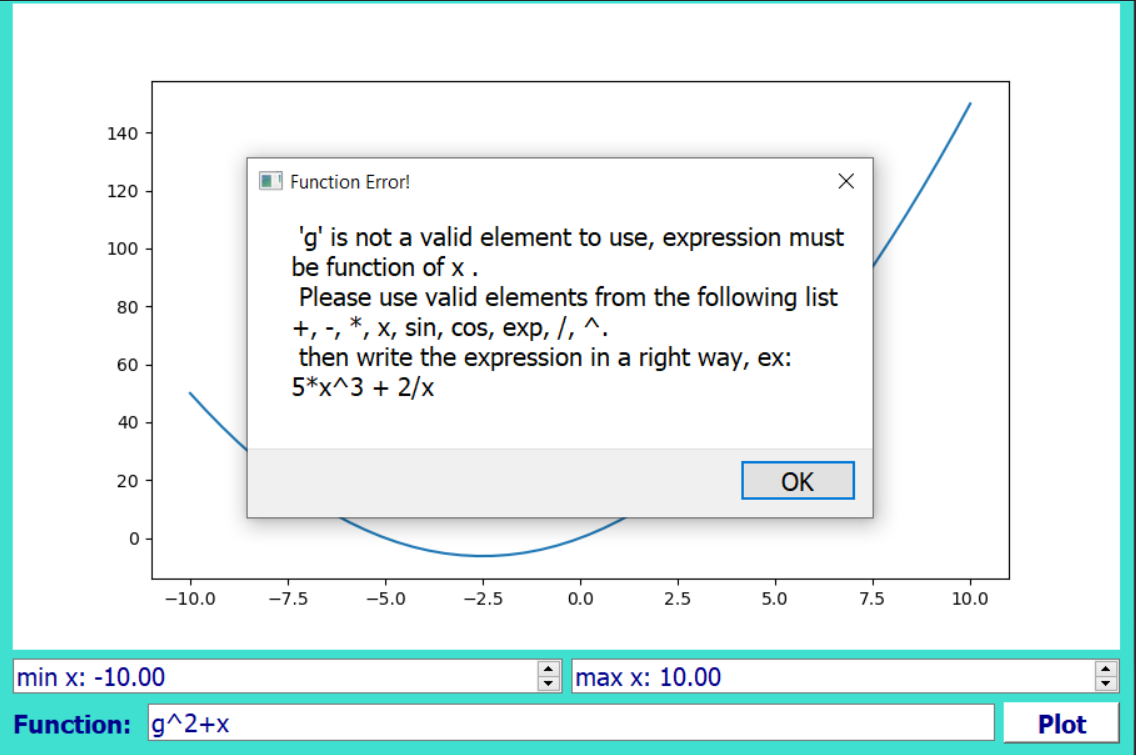 140
120
100
80
60
40
20
0
−10.0 −7.5 −5.0 −2.5 0.0 2.5 5.0 7.5 10.0
Function Error!
'g' is not a valid element to use, expression must
be function of x .
Please use valid elements from the following list
+, -, *, x, sin, cos, exp, /, ^.
then write the expression in a right way, ex:
5*x^3 + 2/x
OK
min x: -10.00
max x: 10.00
Function: g^2+x
Plot